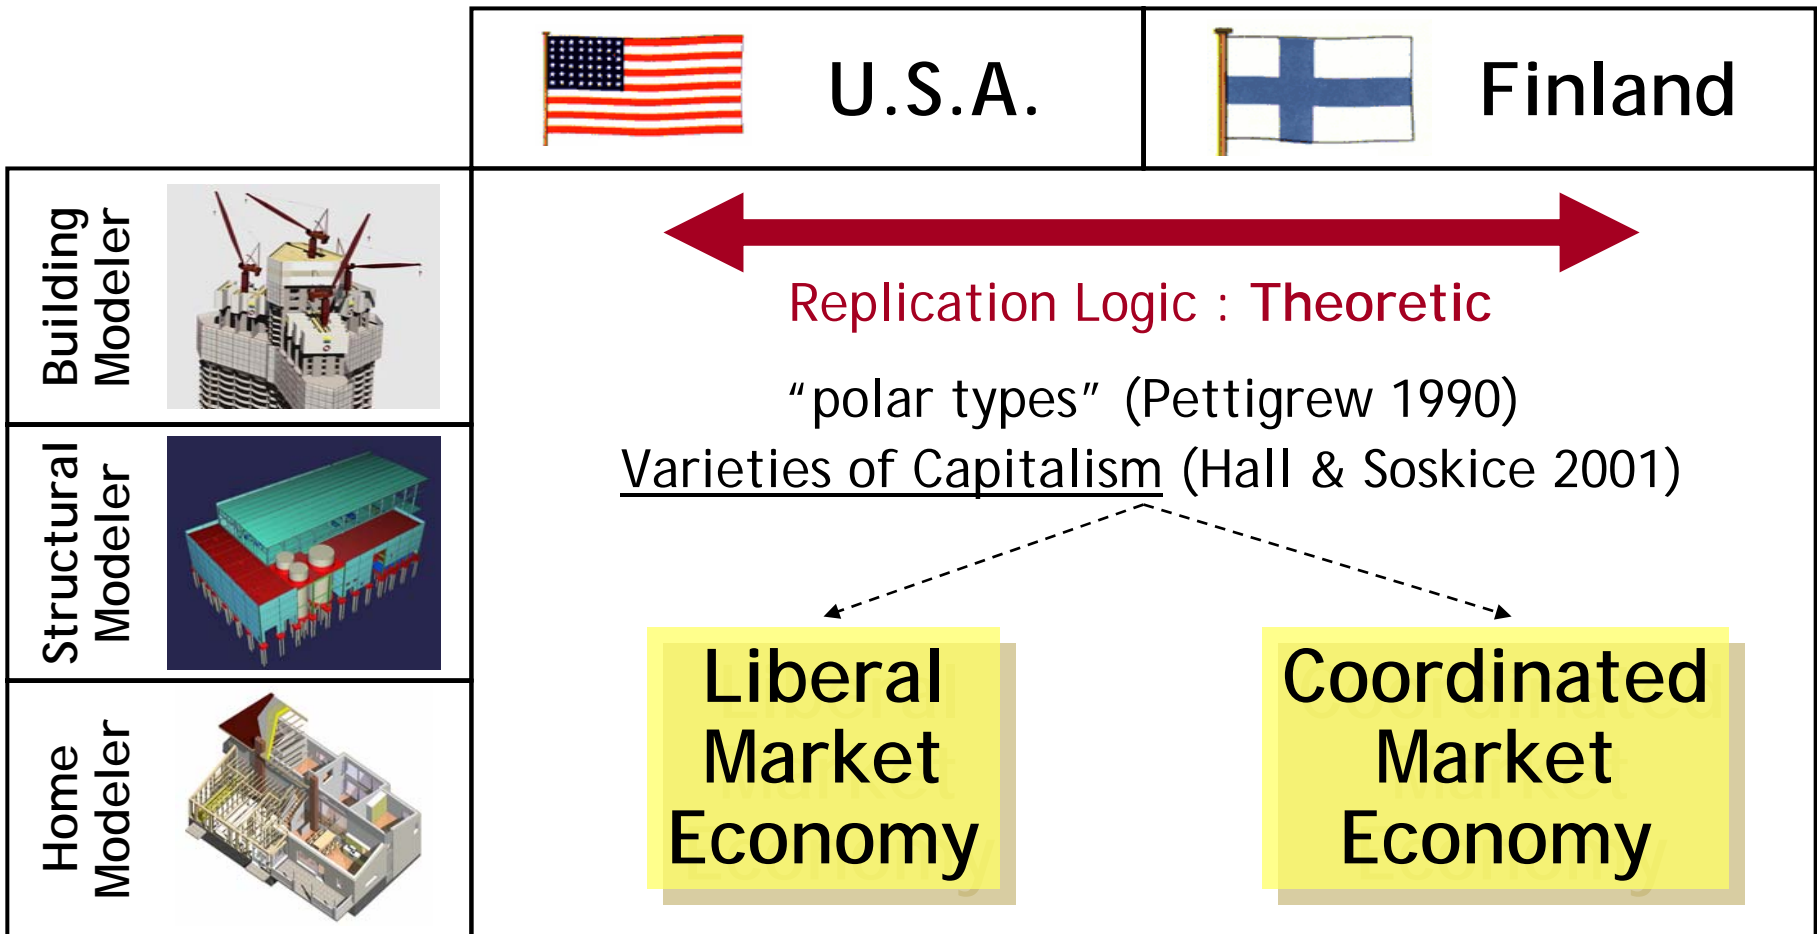 U.S.A.
Finland
Building
Modeler
Replication Logic : Theoretic
“polar types” (Pettigrew 1990)
Varieties of Capitalism (Hall & Soskice 2001)
Structural
Modeler
Liberal
Market
Economy
Coordinated
Market
Economy
Home
Modeler